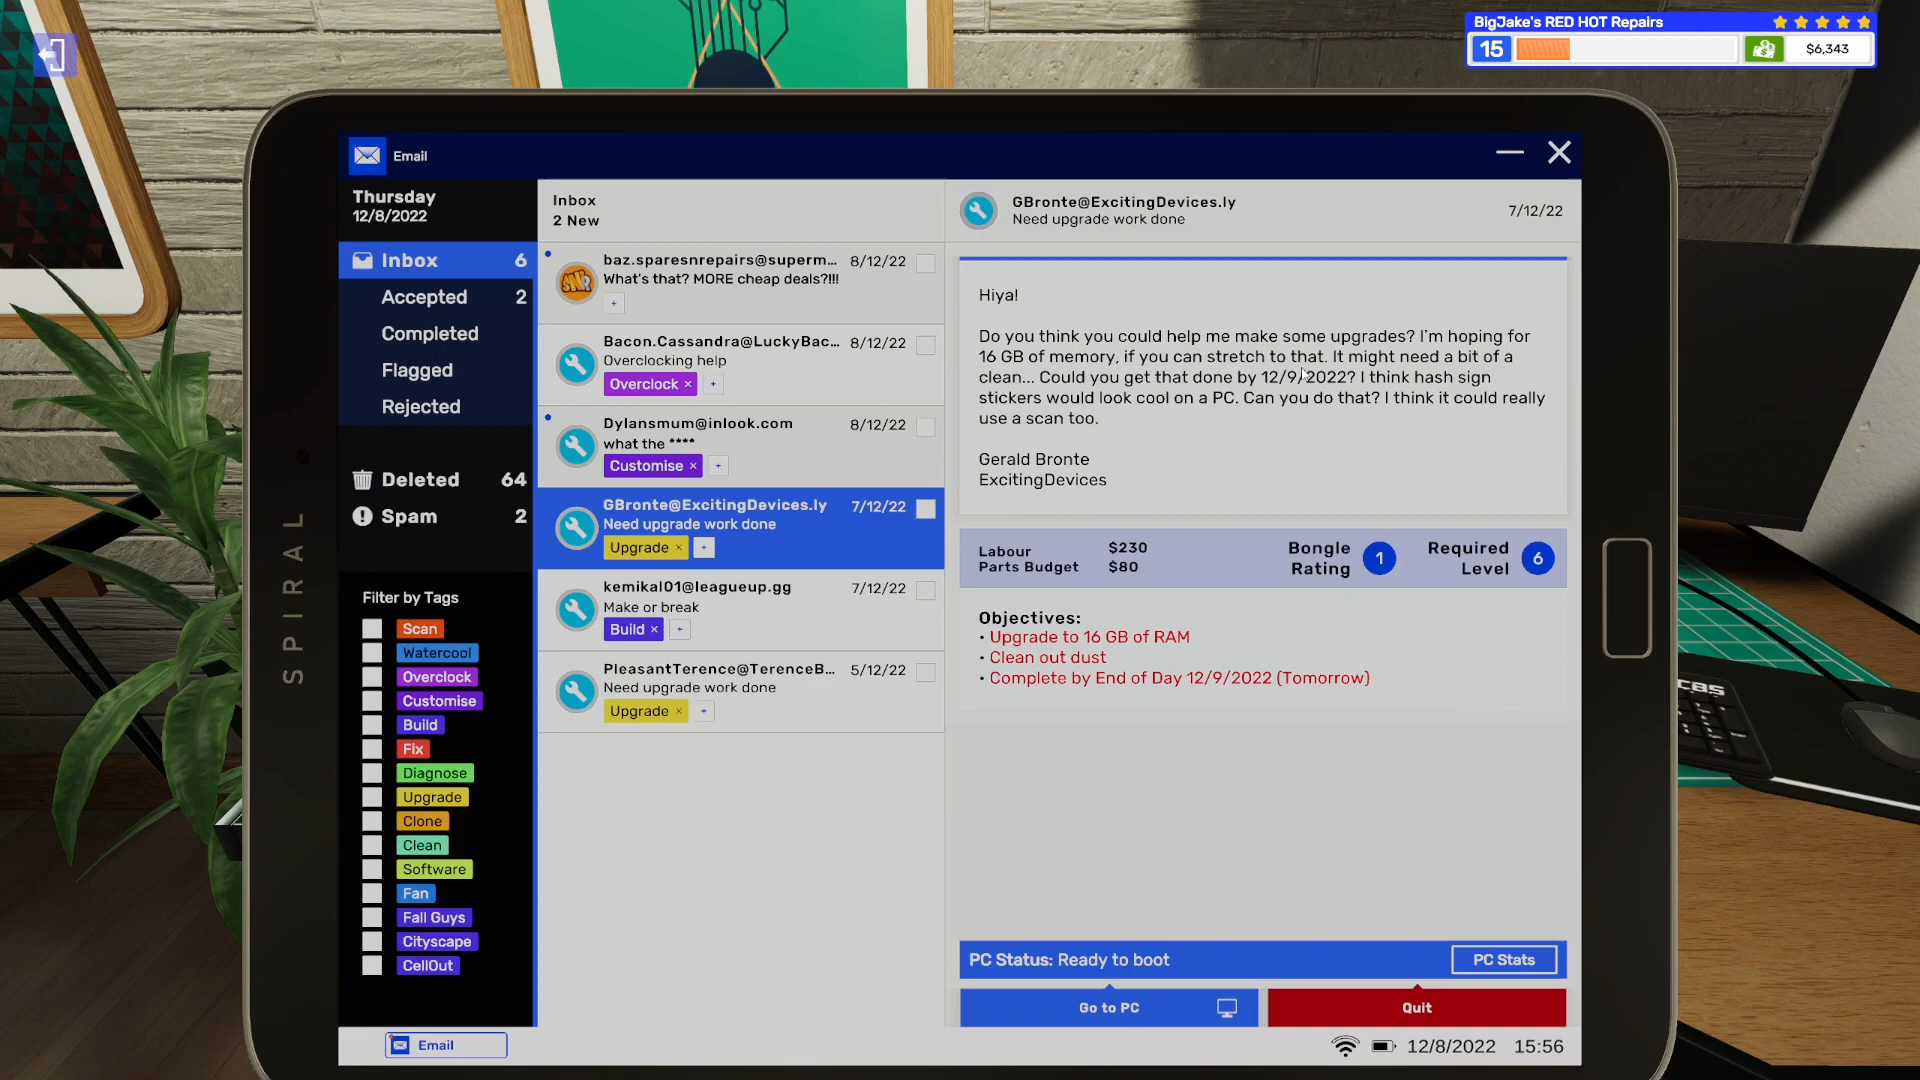 BigJake's RED HOT Repairs
15
$6,343
Email
Thursday
12/8/2022
Inbox 6
Accepted 2
Completed
Flagged
Rejected
Deleted 64
Spam 2
Filter by Tags
Scan
Watercool
Overclock
Customise
Build
Fix
Diagnose
Upgrade
Clone
Clean
Software
Fan
Fall Guys
Cityscape
CellOut
Inbox
2 New
baz.sparesnrepairs@superm... 8/12/22
What's that? MORE cheap deals?!!!
+
Bacon.Cassandra@LuckyBac... 8/12/22
Overclocking help
Overclock × +
Dylansmum@inlook.com 8/12/22
what the ****
Customise × +
GBronte@ExcitingDevices.ly 7/12/22
Need upgrade work done
Upgrade × +
kemikal01@leagueup.gg 7/12/22
Make or break
Build × +
PleasantTerence@TerenceB... 5/12/22
Need upgrade work done
Upgrade × +
GBronte@ExcitingDevices.ly
Need upgrade work done
7/12/22
Hiya!
Do you think you could help me make some upgrades? I'm hoping for
16 GB of memory, if you can stretch to that. It might need a bit of a
clean... Could you get that done by 12/9/2022? I think hash sign
stickers would look cool on a PC. Can you do that? I think it could really
use a scan too.
Gerald Bronte
ExcitingDevices
Labour $230
Parts Budget $80
Bongle Rating 1
Required Level 6
Objectives:
• Upgrade to 16 GB of RAM
• Clean out dust
• Complete by End of Day 12/9/2022 (Tomorrow)
PC Status: Ready to boot
PC Stats
Go to PC
Quit
Email
12/8/2022 15:56
SPIRAL
SNR